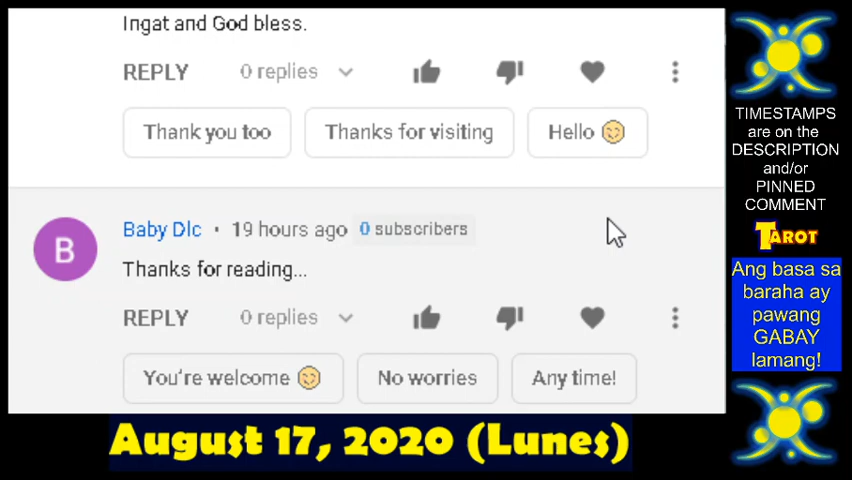 Ingat and God bless.
REPLY 0 replies
Thank you too Thanks for visiting Hello 😊
B
Baby Dlc • 19 hours ago 0 subscribers
Thanks for reading...
REPLY 0 replies
You're welcome 😊 No worries Any time!
August 17, 2020 (Lunes)
TIMESTAMPS
are on the
DESCRIPTION
and/or
PINNED
COMMENT
TAROT
Ang basa sa
baraha ay
pawang
GABAY
lamang!